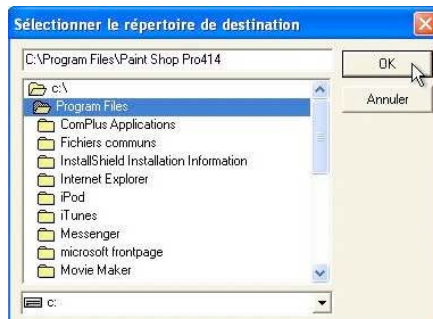 Sélectionner le répertoire de destination
C:\Program Files\Paint Shop Pro414
OK
Annuler
c:\
Program Files
ComPlus Applications
Fichiers communs
InstallShield Installation Information
Internet Explorer
iPod
iTunes
Messenger
microsoft frontpage
Movie Maker
c: